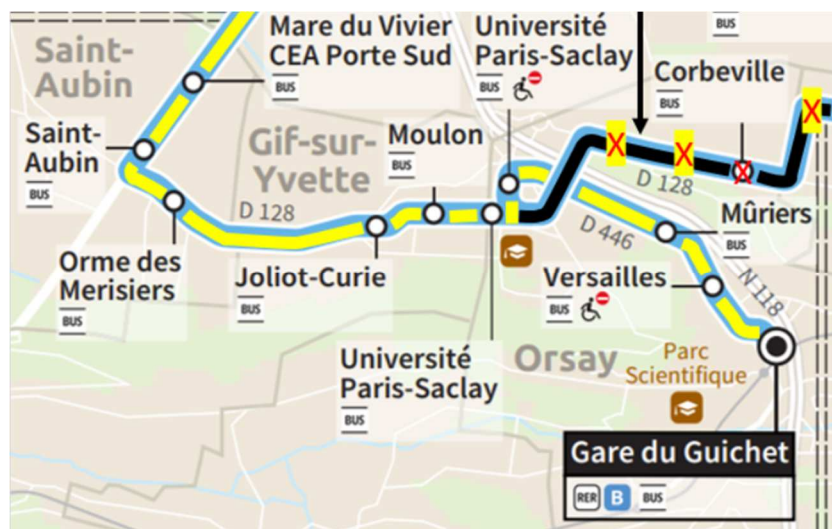 BUS
Saint-
Aubin
Mare du Vivier
CEA Porte Sud
BUS
Université
Paris-Saclay
BUS
Corbeville
BUS
X
X
X
X
Saint-
Aubin
BUS
Gif-sur-
Yvette
Moulon
BUS
D 128
D 128
D 446
Mûriers
BUS
N 118
Orme des
Merisiers
BUS
Joliot-Curie
BUS
Versailles
BUS
Université
Paris-Saclay
BUS
Orsay
Parc
Scientifique
Gare du Guichet
RER B BUS